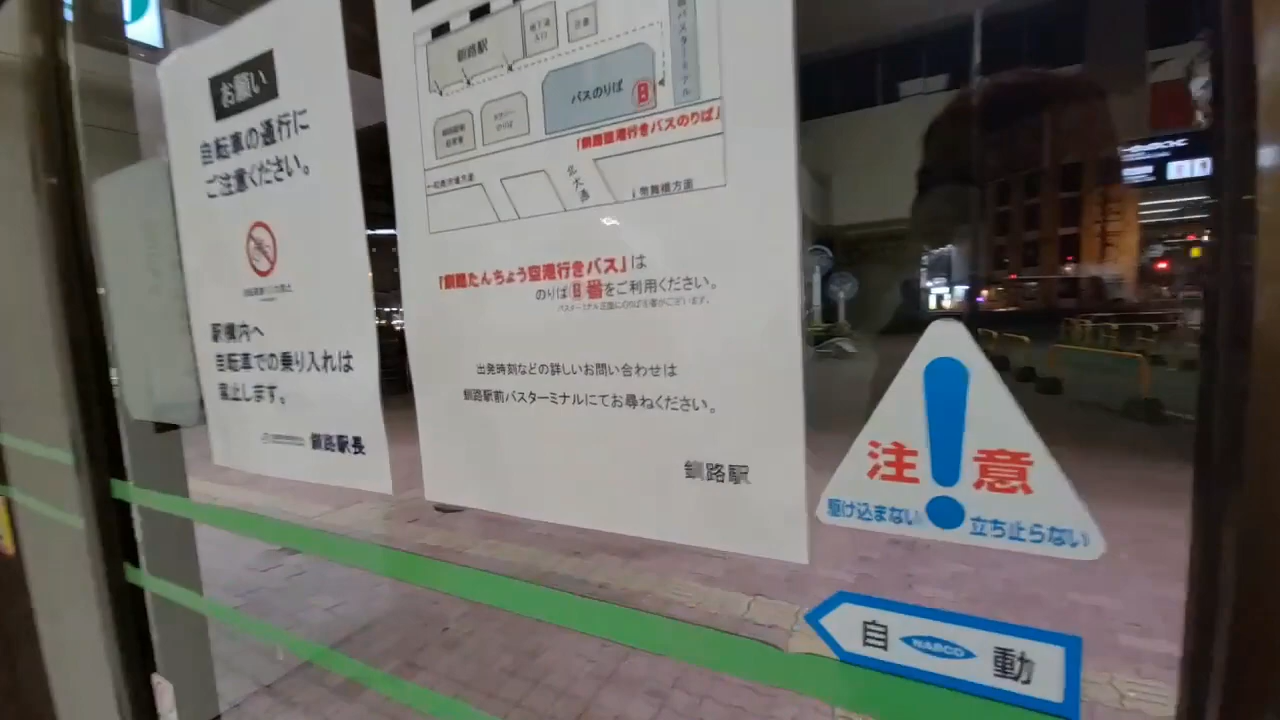 お願い
自転車の通行に
ご注意ください。
駅構内へ
自転車での乗り入れは
禁止します。
釧路駅長
釧路駅
バスのりば
「釧路空港行きバスのりば」
北大通
「釧路たんちょう空港行きバス」は
のりば 番をご利用ください。
出発時刻などの詳しいお問い合わせは
釧路駅前バスターミナルにてお尋ねください。
釧路駅
注意
駆け込まない 立ち止らない
自 NABCO 動